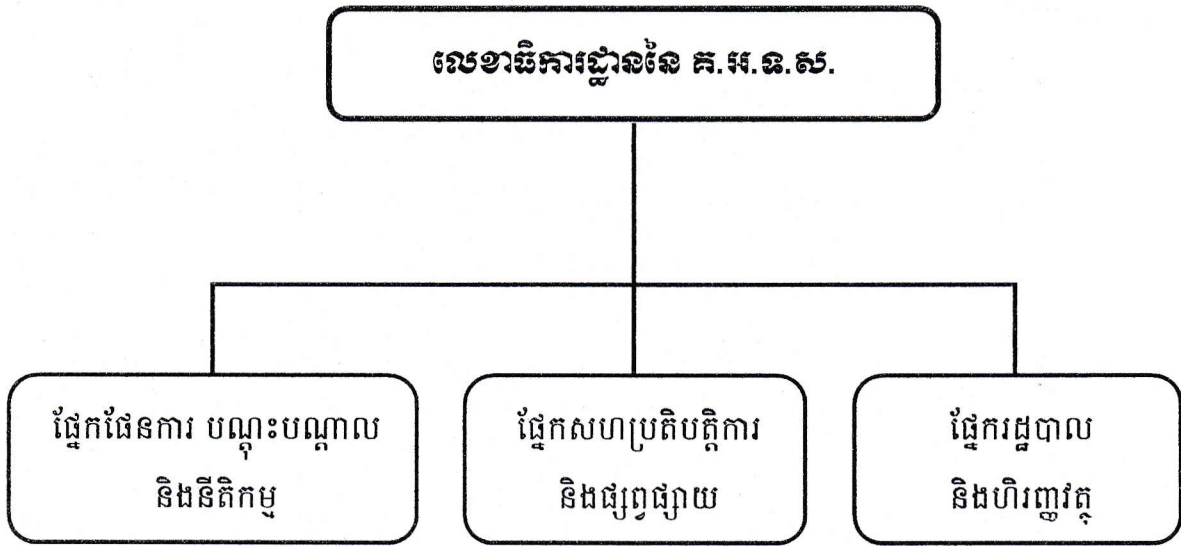 លេខាធិការដ្ឋាននៃ គ.អ.ទ.ស.
ផ្នែកផែនការ បណ្តុះបណ្តាល
និងនីតិកម្ម
ផ្នែកសហប្រតិបត្តិការ
និងផ្សព្វផ្សាយ
ផ្នែករដ្ឋបាល
និងហិរញ្ញវត្ថុ